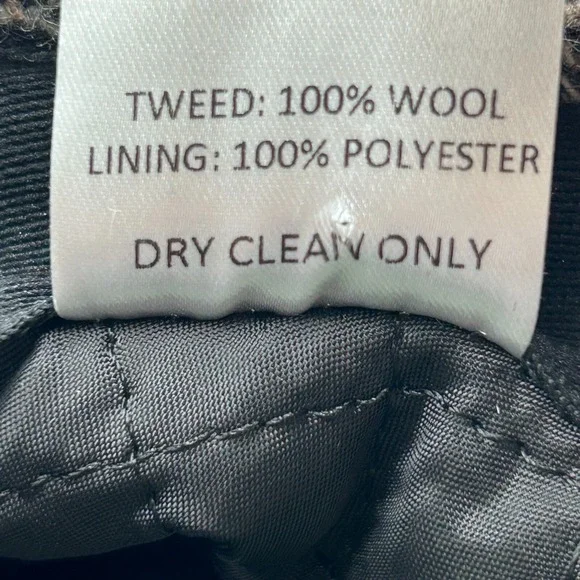 TWEED: 100% WOOL
LINING: 100% POLYESTER
DRY CLEAN ONLY